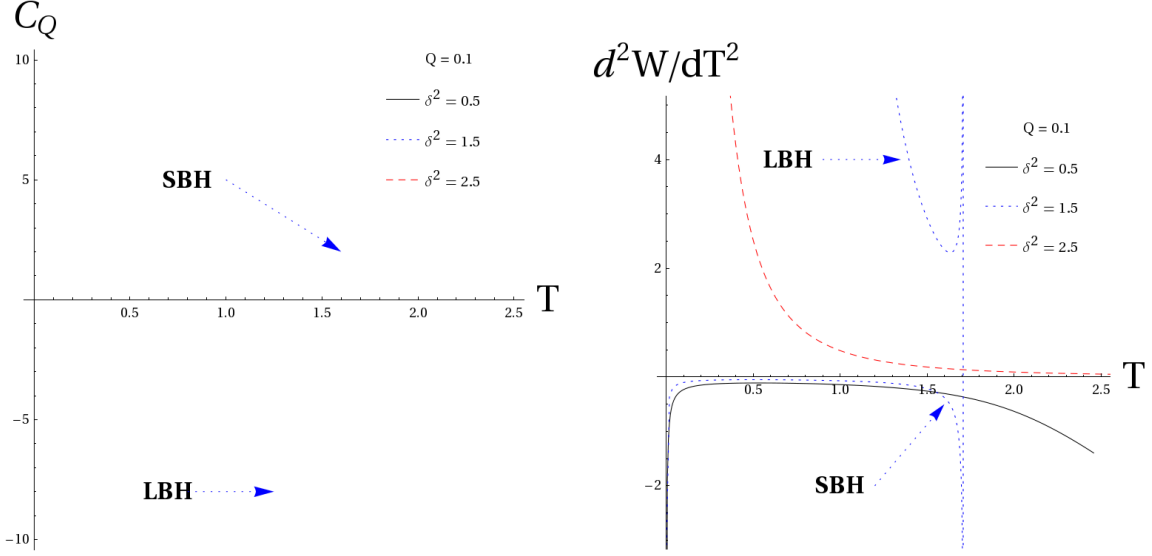 C_Q
10
5
−5
−10
0.5 1.0 1.5 2.0 2.5 T
Q = 0.1
δ² = 0.5
δ² = 1.5
δ² = 2.5
SBH
LBH
d²W/dT²
4
2
−2
0.5 1.0 1.5 2.0 2.5 T
Q = 0.1
δ² = 0.5
δ² = 1.5
δ² = 2.5
LBH
SBH